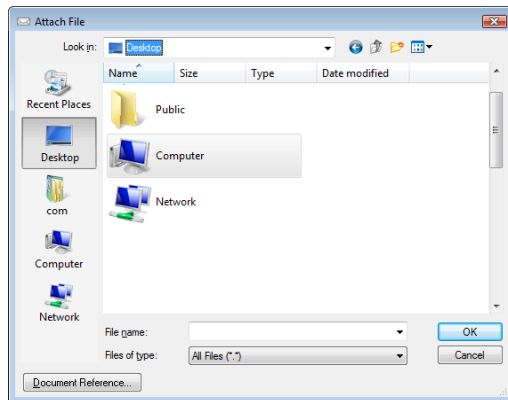 Attach File
Look in: Desktop
Name Size Type Date modified
Recent Places
Desktop
com
Computer
Network
Public
Computer
Network
File name: OK
Files of type: All Files (*.*) Cancel
Document Reference...